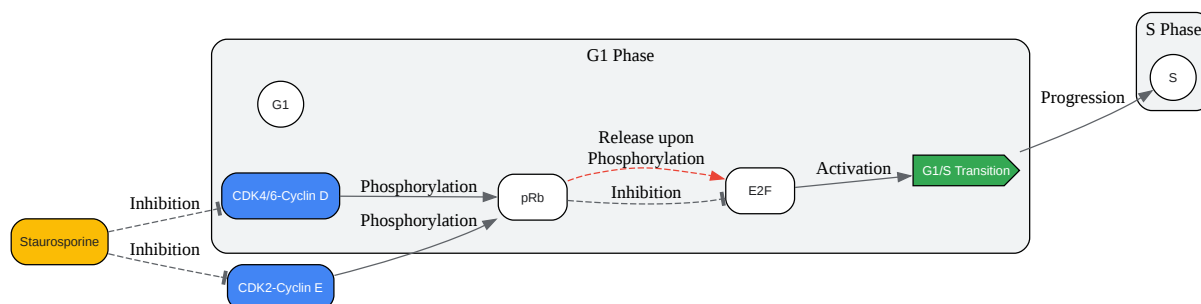 S Phase
G1 Phase
S
G1
Progression
Release upon
Phosphorylation
Activation
G1/S Transition
Phosphorylation
Inhibition
E2F
CDK4/6-Cyclin D
pRb
Inhibition
Phosphorylation
Staurosporine
Inhibition
CDK2-Cyclin E